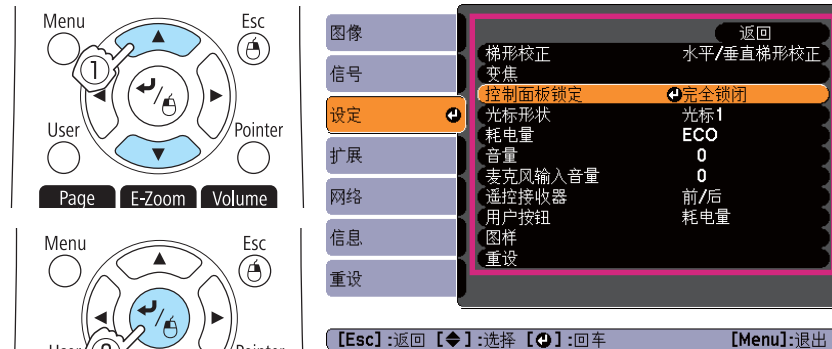 Menu
Esc
1
User
Pointer
Page
E-Zoom
Volume
Menu
Esc
图像
信号
设定
扩展
网络
信息
重设
返回
梯形校正 水平/垂直梯形校正
变焦
控制面板锁定 完全锁闭
光标形状 光标1
耗电量 ECO
音量 0
麦克风输入音量 0
遥控接收器 前/后
用户按钮 耗电量
图样
重设
[Esc]:返回 [◆]:选择 [⏎]:回车 [Menu]:退出